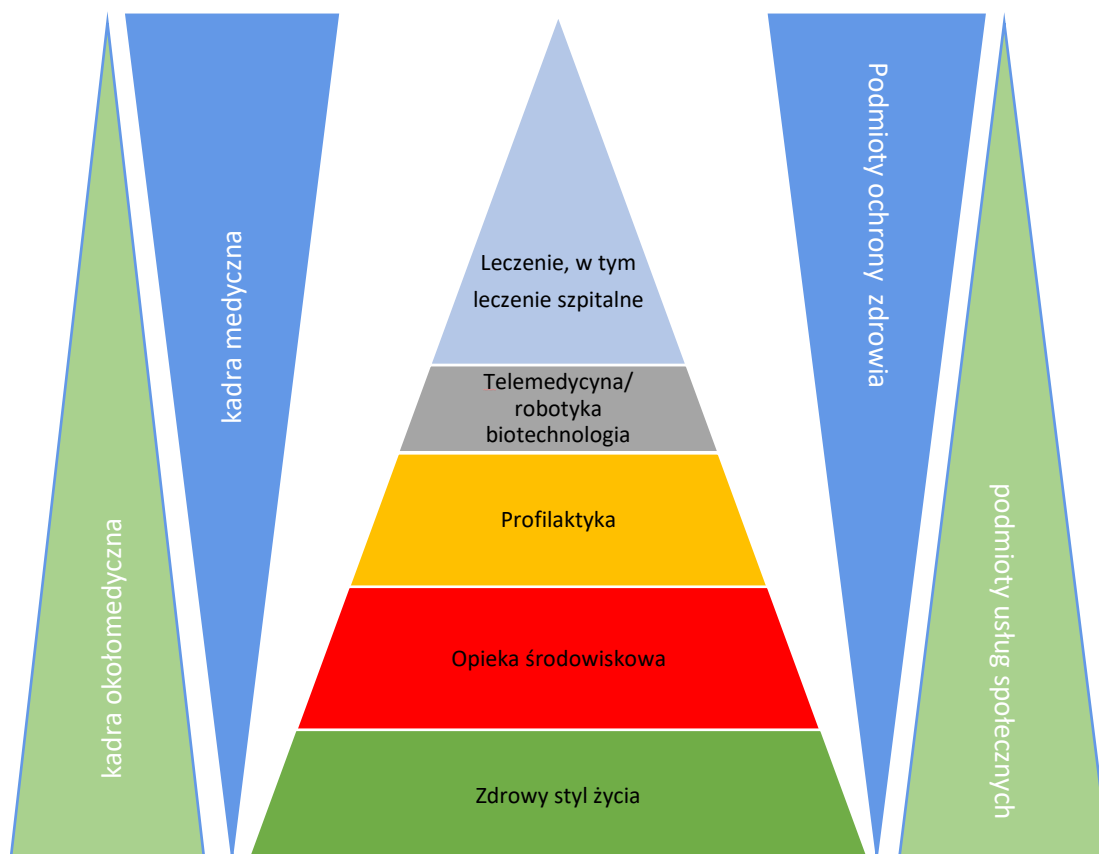 kadra okołomedyczna
kadra medyczna
Leczenie, w tym
leczenie szpitalne
Telemedycyna/
robotyka
biotechnologia
Profilaktyka
Opieka środowiskowa
Zdrowy styl życia
Podmioty ochrony zdrowia
podmioty usług społecznych